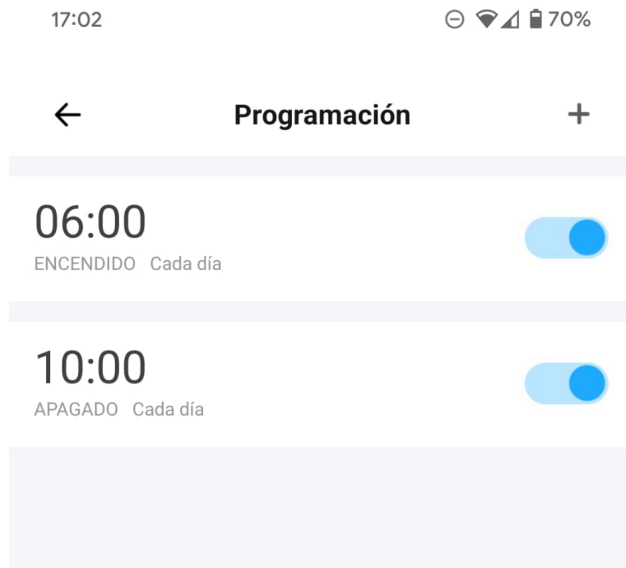 17:02 70%
Programación
06:00
ENCENDIDO Cada día
10:00
APAGADO Cada día